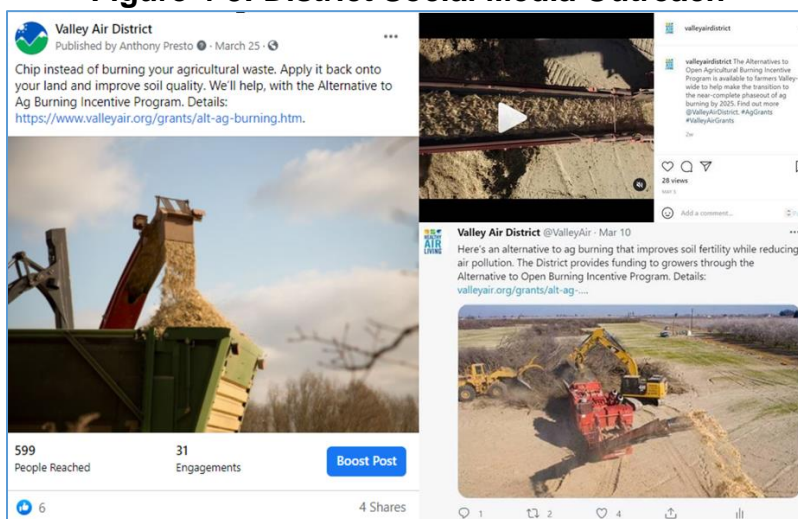 Valley Air District
Published by Anthony Presto · March 25 ·
Chip instead of burning your agricultural waste. Apply it back onto
your land and improve soil quality. We'll help, with the Alternative to
Ag Burning Incentive Program. Details:
https://www.valleyair.org/grants/alt-ag-burning.htm.
599
People Reached
31
Engagements
Boost Post
6
4 Shares
valleyairdistrict
valleyairdistrict The Alternatives to
Open Agricultural Burning Incentive
Program is available to farmers Valley-
wide to help make the transition to
the near-complete phaseout of ag
burning by 2025. Find out more
@ValleyAirDistrict, #AgGrants
#ValleyAirGrants
2w
28 views
MAY 5
Add a comment...
HEALTHY
AIR
LIVING
Valley Air District @ValleyAir · Mar 10
Here's an alternative to ag burning that improves soil fertility while reducing
air pollution. The District provides funding to growers through the
Alternative to Open Burning Incentive Program. Details:
valleyair.org/grants/alt-ag-....
1
2
4